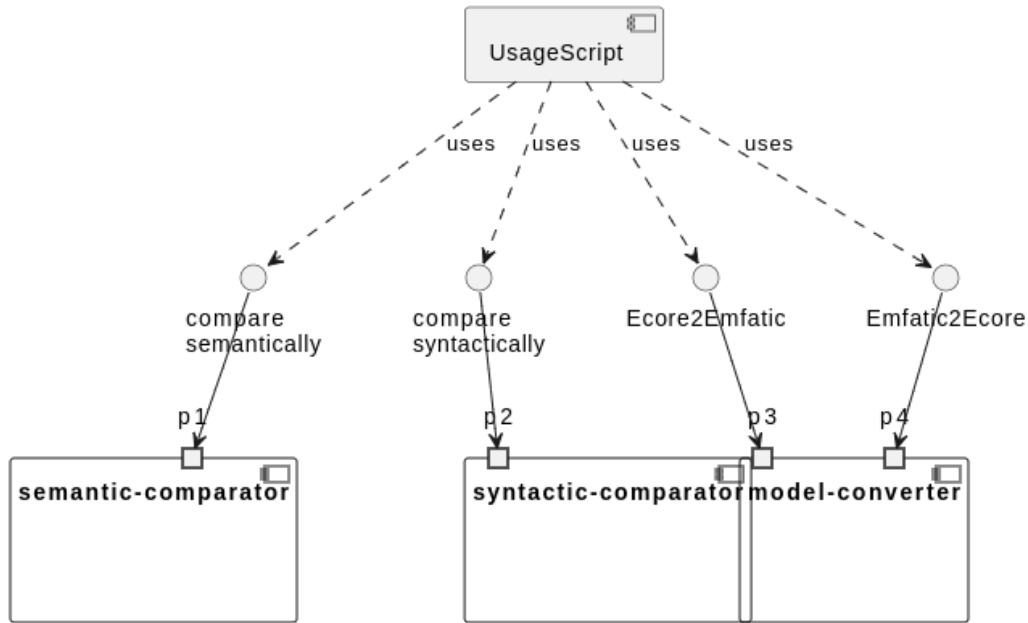 UsageScript
uses
uses
uses
uses
compare
semantically
compare
syntactically
Ecore2Emfatic
Emfatic2Ecore
p1
p2
p3
p4
semantic-comparator
syntactic-comparator
model-converter